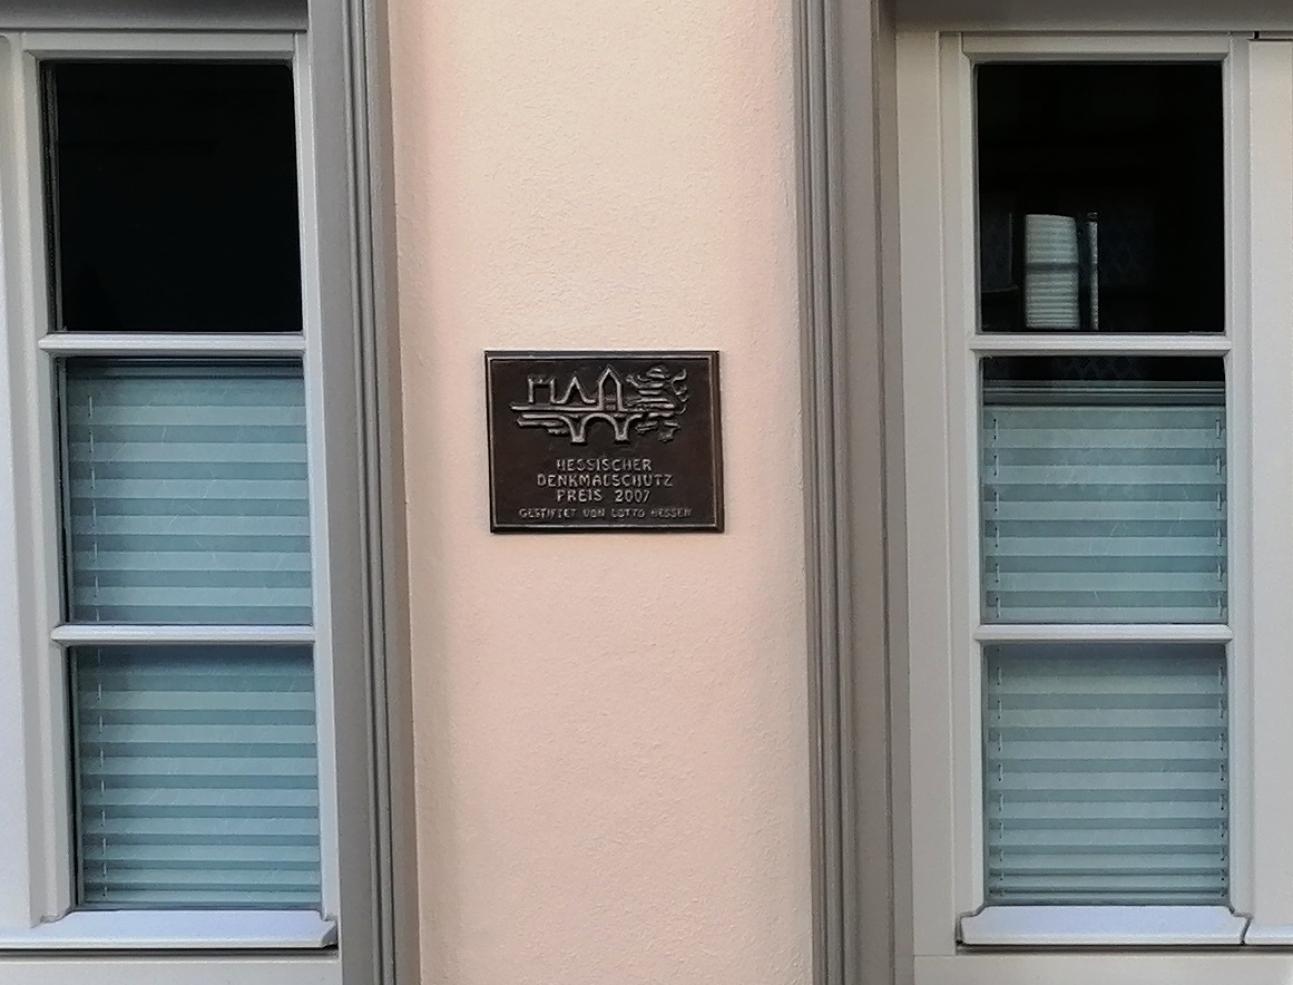 HESSISCHER
DENKMALSCHUTZ
PREIS 2007
GESTIFTET VON LOTTO HESSEN